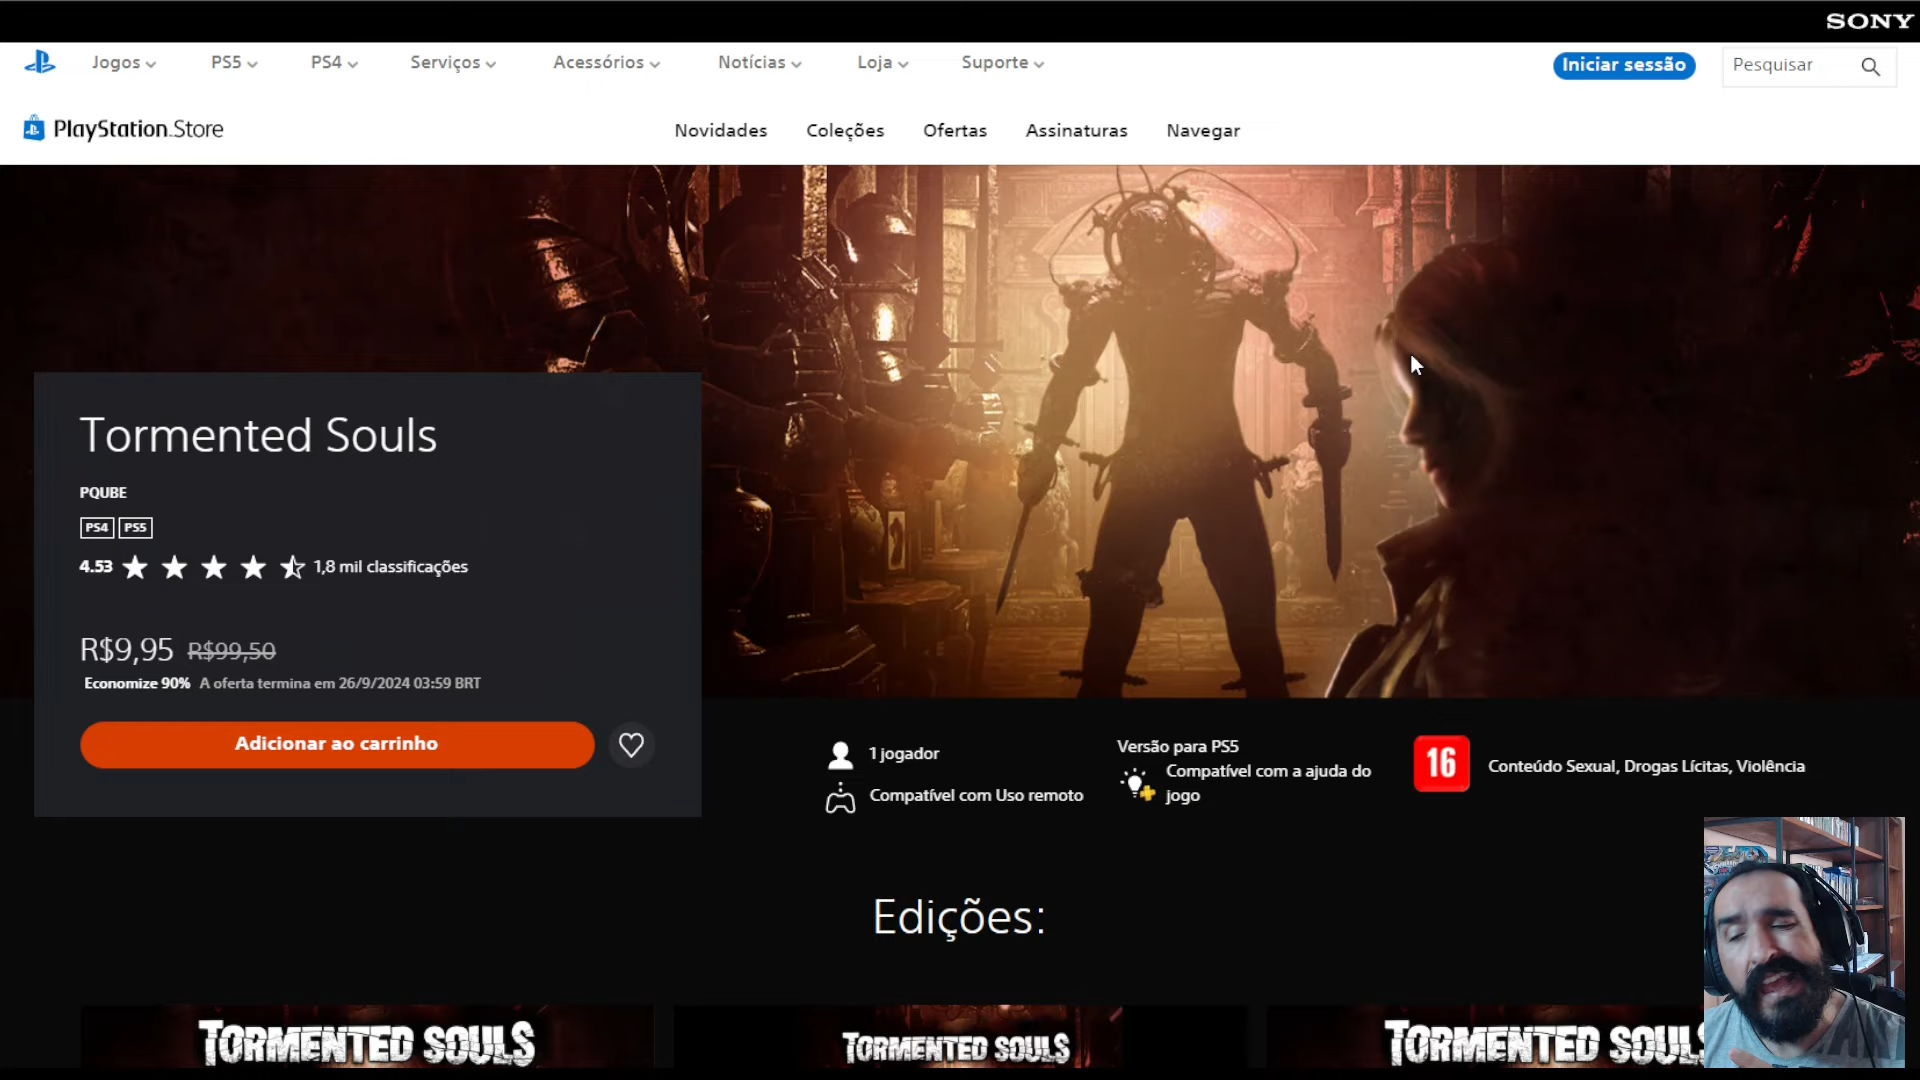 SONY
Jogos PS5 PS4 Serviços Acessórios Notícias Loja Suporte
Iniciar sessão
Pesquisar
PlayStation.Store
Novidades Coleções Ofertas Assinaturas Navegar
Tormented Souls
PQUBE
PS4 PS5
4.53 1,8 mil classificações
R$9,95 R$99,50
Economize 90% A oferta termina em 26/9/2024 03:59 BRT
Adicionar ao carrinho
1 jogador
Compatível com Uso remoto
Versão para PS5
Compatível com a ajuda do
jogo
16
Conteúdo Sexual, Drogas Lícitas, Violência
Edições:
TORMENTED SOULS
TORMENTED SOULS
TORMENTED SOULS